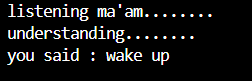 listening ma'am........
understanding........
you said : wake up